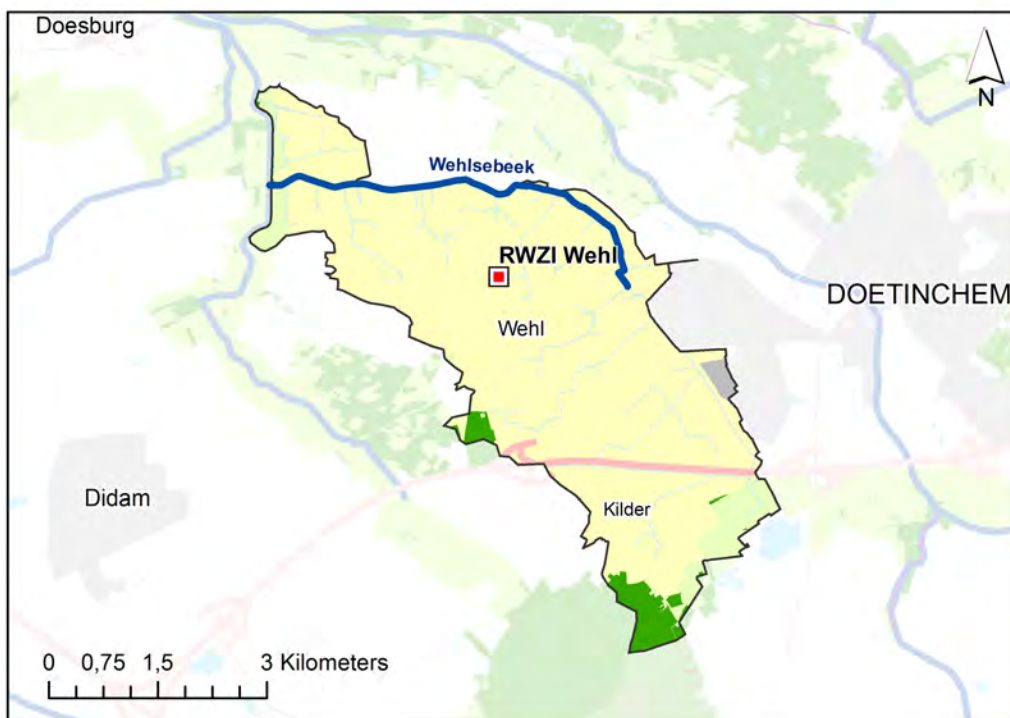 Doesburg
N
Wehlsebeek
RWZI Wehl
DOETINCHEM
Wehl
Didam
Kilder
0 0,75 1,5 3 Kilometers